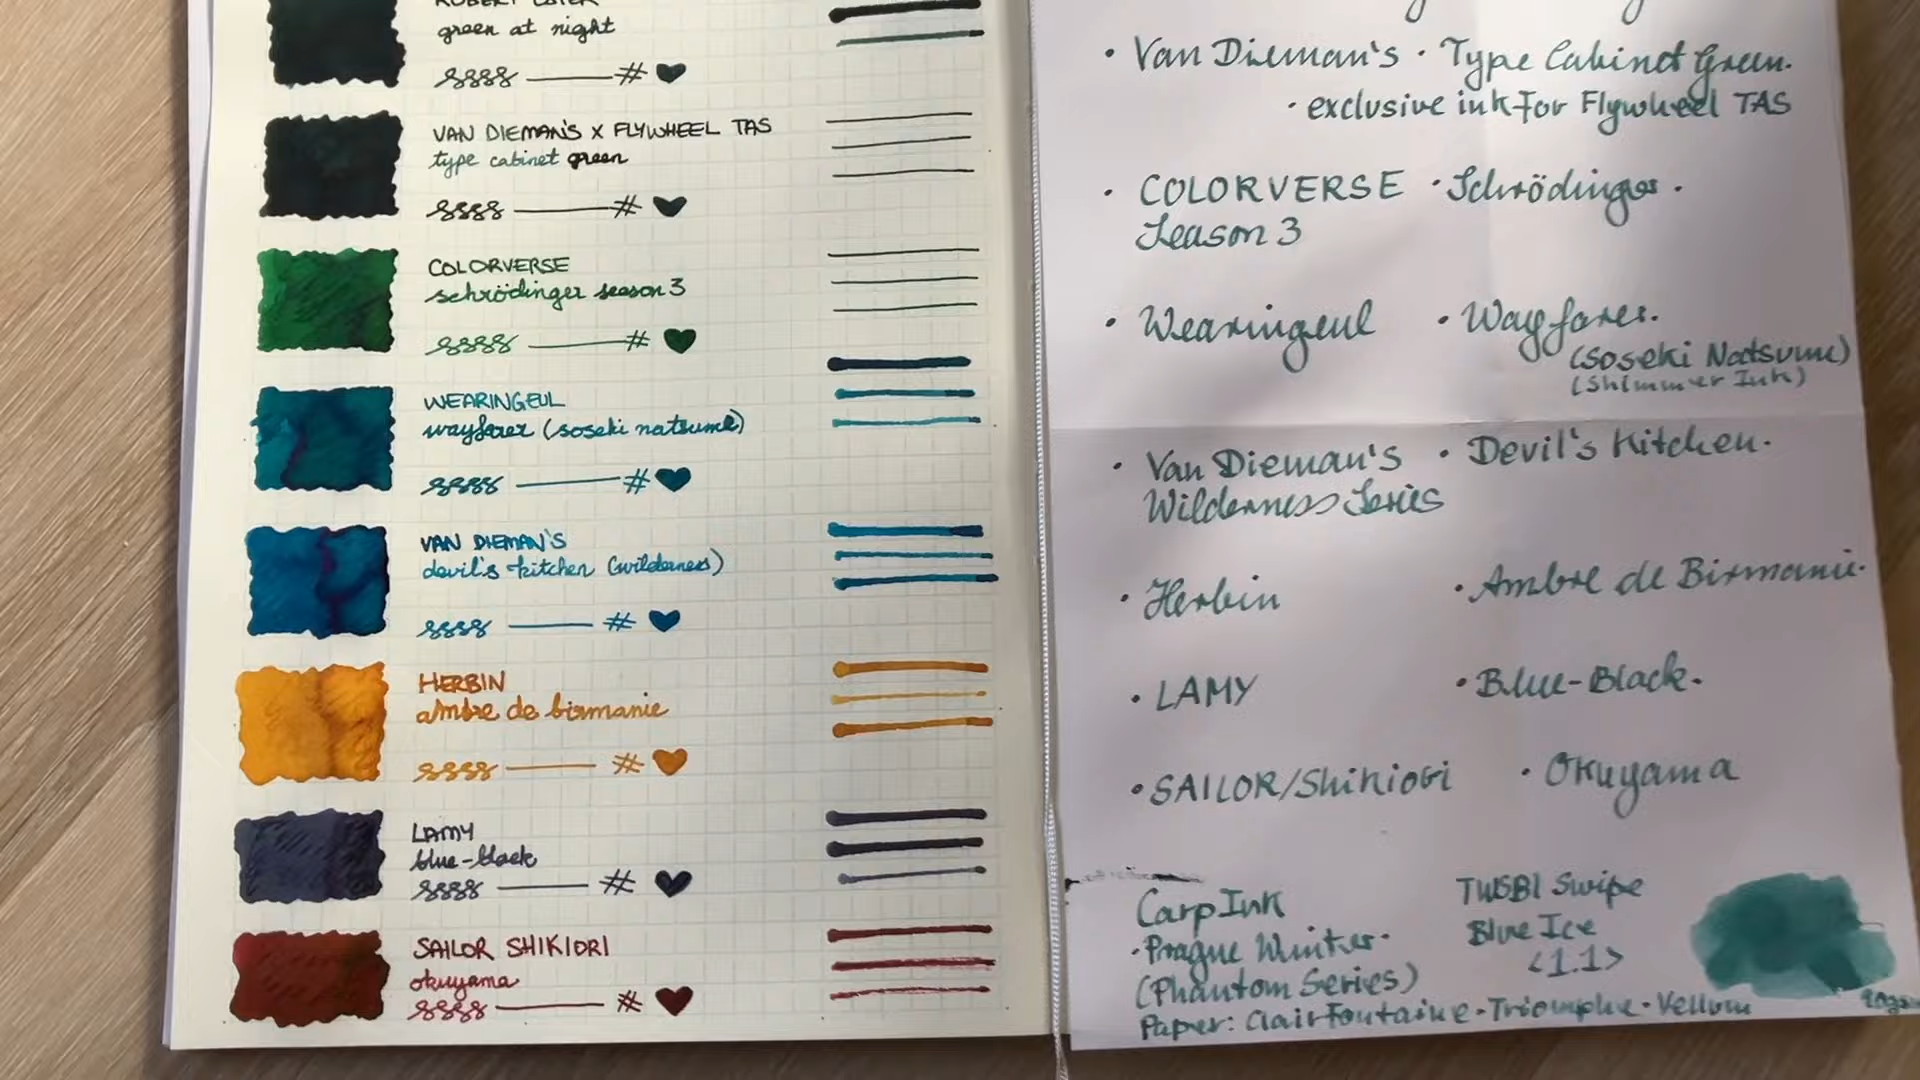 green at night
VAN DIEMAN'S X FLYWHEEL TAS
type cabinet green
COLORVERSE
schrödinger season 3
WEARINGEUL
wayfarer (soseki natsume)
VAN DIEMAN'S
devil's kitchen (wilderness)
HERBIN
ambre de birmanie
LAMY
blue-black
SAILOR SHIKIORI
okuyama
· Van Dieman's · Type Cabinet Green.
· exclusive ink for Flywheel TAS
· COLORVERSE · Schrödinger.
Season 3
· Wearingeul · Wayfarer.
(Soseki Natsume)
(Shimmer Ink)
· Van Dieman's · Devil's Kitchen.
Wilderness Series
· Herbin · Ambre de Birmanie.
· LAMY · Blue-Black.
· SAILOR/Shikiori · Okuyama
Carp Ink
· Prague Winter.
(Phantom Series)
TWSBI Swipe
Blue Ice
<1.1>
Paper: Clairfontaine · Triomphe · Vellum